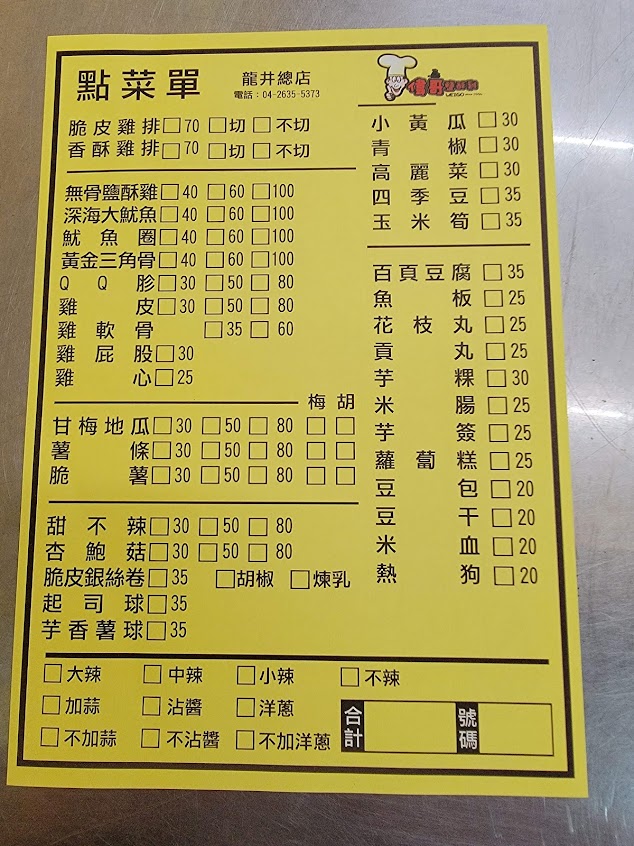 點菜單
龍井總店
電話：04-2635-5373
脆皮雞排□70 □切 □不切
香酥雞排□70 □切 □不切
無骨鹽酥雞□40 □60 □100
深海大魷魚□40 □60 □100
魷魚圈□40 □60 □100
黃金三角骨□40 □60 □100
QQ胗□30 □50 □80
雞皮□30 □50 □80
雞軟骨 □35 □60
雞屁股□30
雞心□25
梅 胡
甘梅地瓜□30 □50 □80 □ □
薯條□30 □50 □80 □ □
脆薯□30 □50 □80 □ □
甜不辣□30 □50 □80
杏鮑菇□30 □50 □80
脆皮銀絲卷□35 □胡椒 □煉乳
起司球□35
芋香薯球□35
小黃瓜□30
青椒□30
高麗菜□30
四季豆□35
玉米筍□35
百頁豆腐□35
魚板□25
花枝丸□25
貢丸□25
芋粿□30
米腸□25
芋簽□25
蘿蔔糕□25
豆包□20
豆干□20
米血□20
熱狗□20
□大辣 □中辣 □小辣 □不辣
□加蒜 □沾醬 □洋蔥
□不加蒜 □不沾醬 □不加洋蔥
合計 號碼